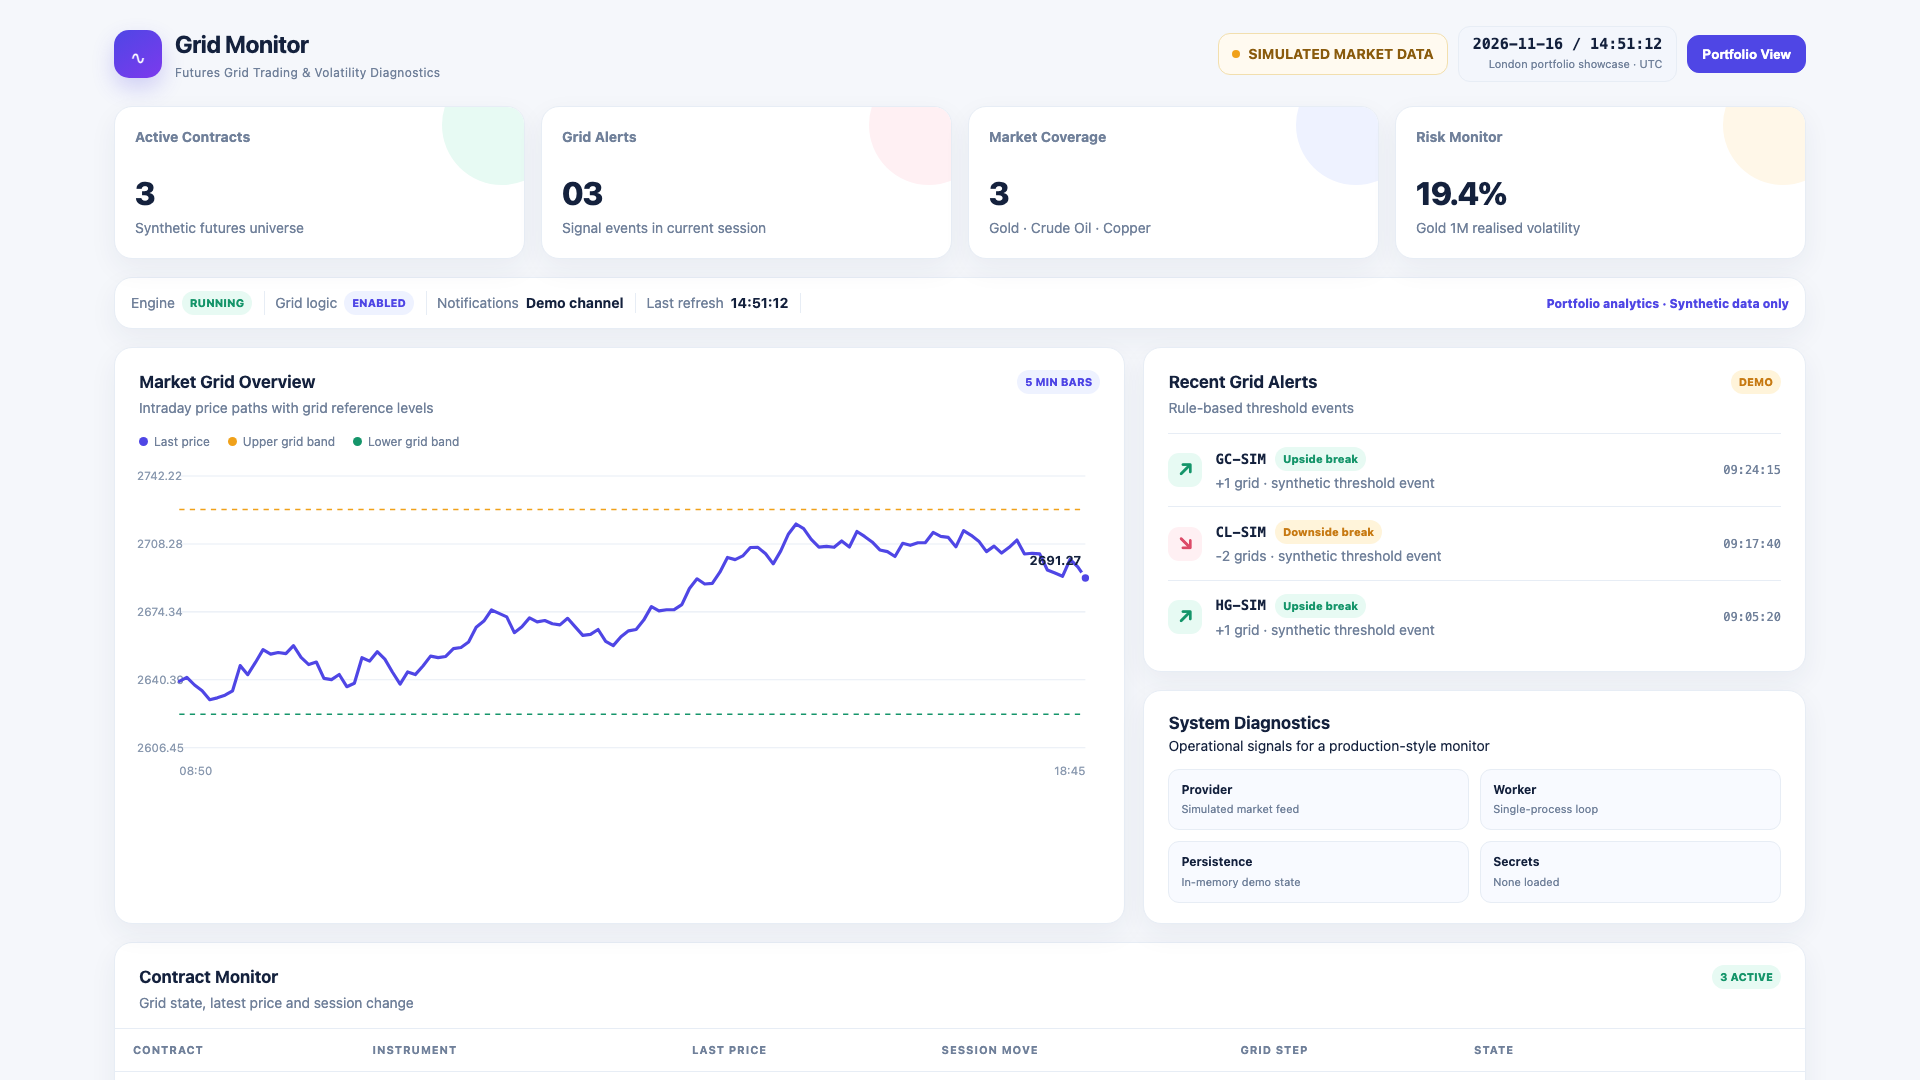 Grid Monitor
Futures Grid Trading & Volatility Diagnostics
SIMULATED MARKET DATA
2026-11-16 / 14:51:12
London portfolio showcase · UTC
Portfolio View
Active Contracts
3
Synthetic futures universe
Grid Alerts
03
Signal events in current session
Market Coverage
3
Gold · Crude Oil · Copper
Risk Monitor
19.4%
Gold 1M realised volatility
Engine RUNNING
Grid logic ENABLED
Notifications Demo channel
Last refresh 14:51:12
Portfolio analytics · Synthetic data only
Market Grid Overview
5 MIN BARS
Intraday price paths with grid reference levels
Last price
Upper grid band
Lower grid band
2742.22
2708.28
2691.27
2674.34
2640.39
2606.45
08:50
18:45
Recent Grid Alerts
DEMO
Rule-based threshold events
GC-SIM Upside break
+1 grid · synthetic threshold event
09:24:15
CL-SIM Downside break
-2 grids · synthetic threshold event
09:17:40
HG-SIM Upside break
+1 grid · synthetic threshold event
09:05:20
System Diagnostics
Operational signals for a production-style monitor
Provider
Simulated market feed
Worker
Single-process loop
Persistence
In-memory demo state
Secrets
None loaded
Contract Monitor
3 ACTIVE
Grid state, latest price and session change
CONTRACT INSTRUMENT LAST PRICE SESSION MOVE GRID STEP STATE